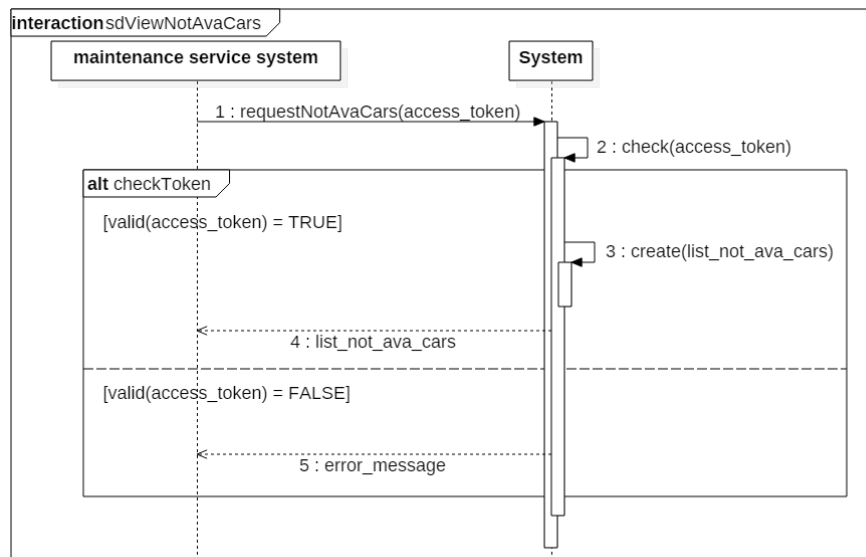 interaction sdViewNotAvaCars
maintenance service system
System
1 : requestNotAvaCars(access_token)
2 : check(access_token)
alt checkToken
[valid(access_token) = TRUE]
3 : create(list_not_ava_cars)
4 : list_not_ava_cars
[valid(access_token) = FALSE]
5 : error_message